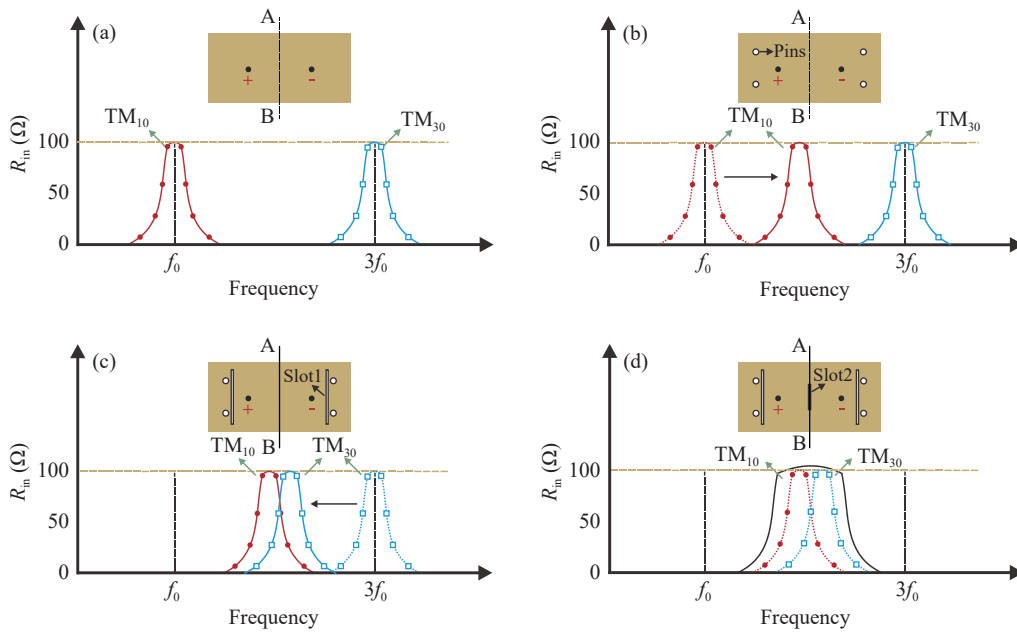 (a)
A
+ -
B
TM₁₀
TM₃₀
R_in (Ω)
100
50
0
f₀
3f₀
Frequency
(b)
A
Pins
+ -
B
TM₁₀
TM₃₀
R_in (Ω)
100
50
0
f₀
3f₀
Frequency
(c)
A
Slot1
+ -
B
TM₁₀
TM₃₀
R_in (Ω)
100
50
0
f₀
3f₀
Frequency
(d)
A
Slot2
+ -
B
TM₁₀
TM₃₀
R_in (Ω)
100
50
0
f₀
3f₀
Frequency